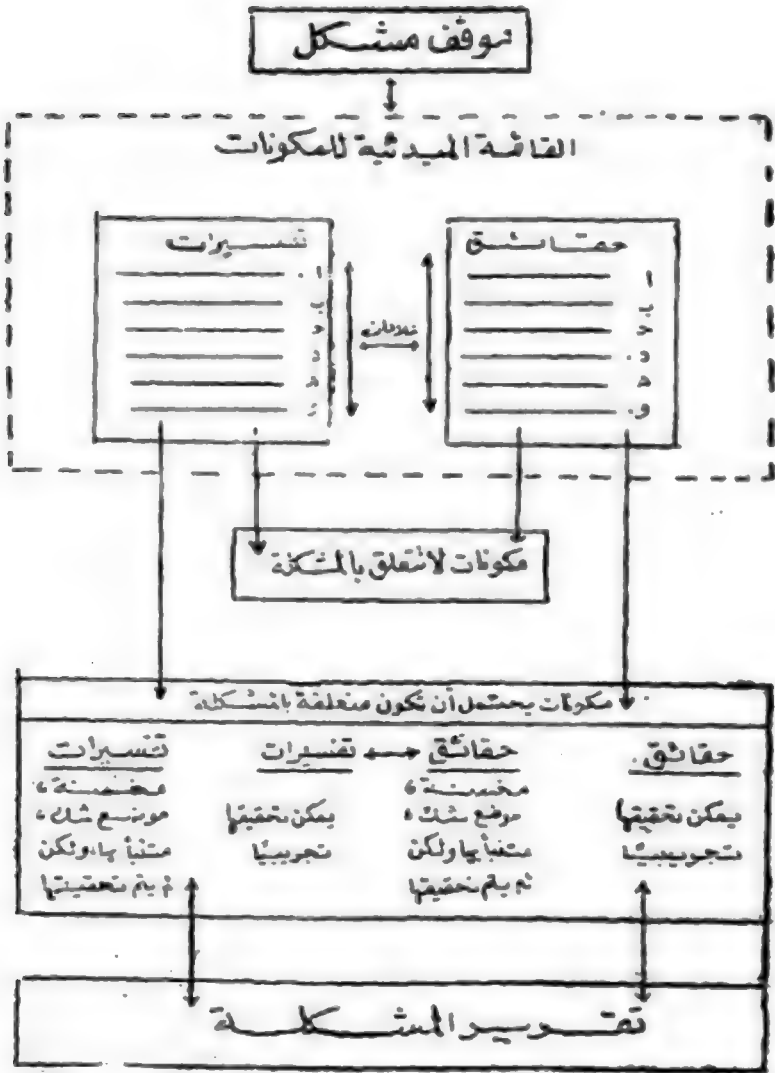 موقف مشكل
القائمة المبدئية للمكونات
حقائق
أ
ب
ج
د.
هـ
و.
علاقات
تفسيرات
أ.
ب
ج
د
هـ
و
مكونات لا تتعلق بالمشكلة
مكونات يحتمل أن تكون متعلقة بالمشكلة
حقائق.
يمكن تحقيقها
تجريبيًا
حقائق
مخمنة،
موضع شك،
متنبأ بها ولكن
لم يتم تحقيقها
تفسيرات
يمكن تحقيقها
تجريبيًا
تفسيرات
مخمنة،
موضع شك،
متنبأ بها، ولكن
لم يتم تحقيقها
تقرير المشكلة